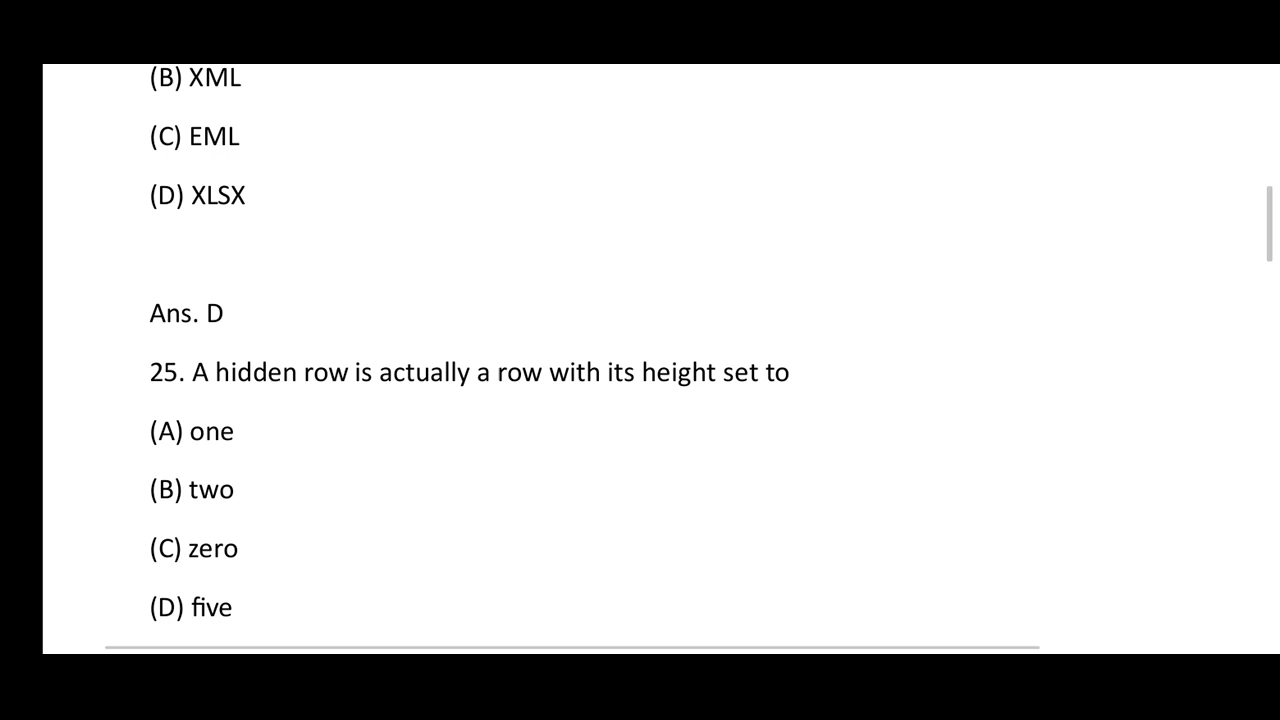 (B) XML
(C) EML
(D) XLSX
Ans. D
25. A hidden row is actually a row with its height set to
(A) one
(B) two
(C) zero
(D) five